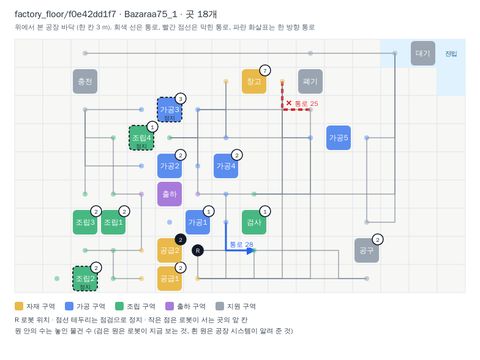 factory_floor/f0e42dd1f7 · Bazaraa75_1 · 곳 18개
위에서 본 공장 바닥 (한 칸 3 m). 회색 선은 통로, 빨간 점선은 막힌 통로, 파란 화살표는 한 방향 통로
대기
진입
충전
창고
7
폐기
가공3
점검
3
✕ 통로 25
조립4
점검
1
가공5
가공2
2
가공4
2
출하
조립3
2
조립1
2
가공1
1
검사
1
공급2
2
R
통로 28
공구
2
조립2
점검
2
공급1
2
자재 구역
가공 구역
조립 구역
출하 구역
지원 구역
R 로봇 위치 · 점선 테두리는 점검으로 정지 · 작은 점은 로봇이 서는 곳의 앞 칸
원 안의 수는 놓인 물건 수 (검은 원은 로봇이 지금 보는 것, 흰 원은 공장 시스템이 알려 준 것)